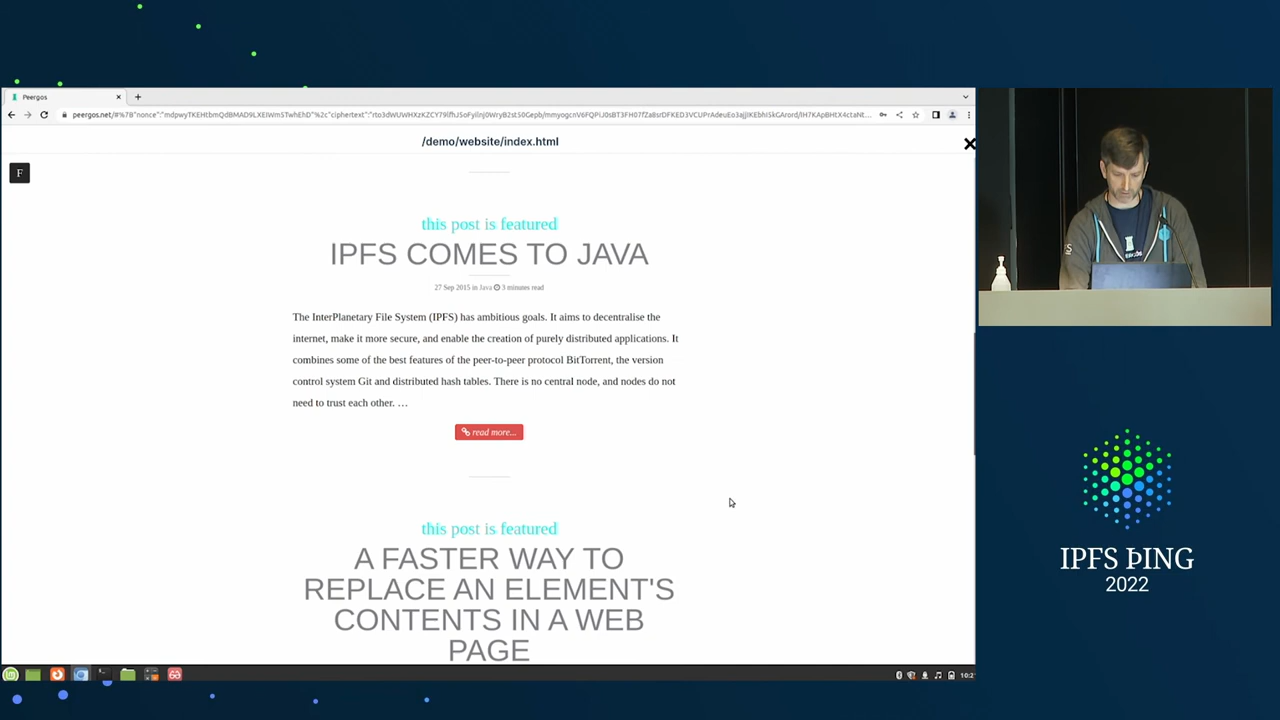 Peergos
/demo/website/index.html
F
this post is featured
IPFS COMES TO JAVA
27 Sep 2015 in Java 3 minutes read
The InterPlanetary File System (IPFS) has ambitious goals. It aims to decentralise the
internet, make it more secure, and enable the creation of purely distributed applications. It
combines some of the best features of the peer-to-peer protocol BitTorrent, the version
control system Git and distributed hash tables. There is no central node, and nodes do not
need to trust each other. …
read more...
this post is featured
A FASTER WAY TO
REPLACE AN ELEMENT'S
CONTENTS IN A WEB
PAGE
IPFS ÞING
2022